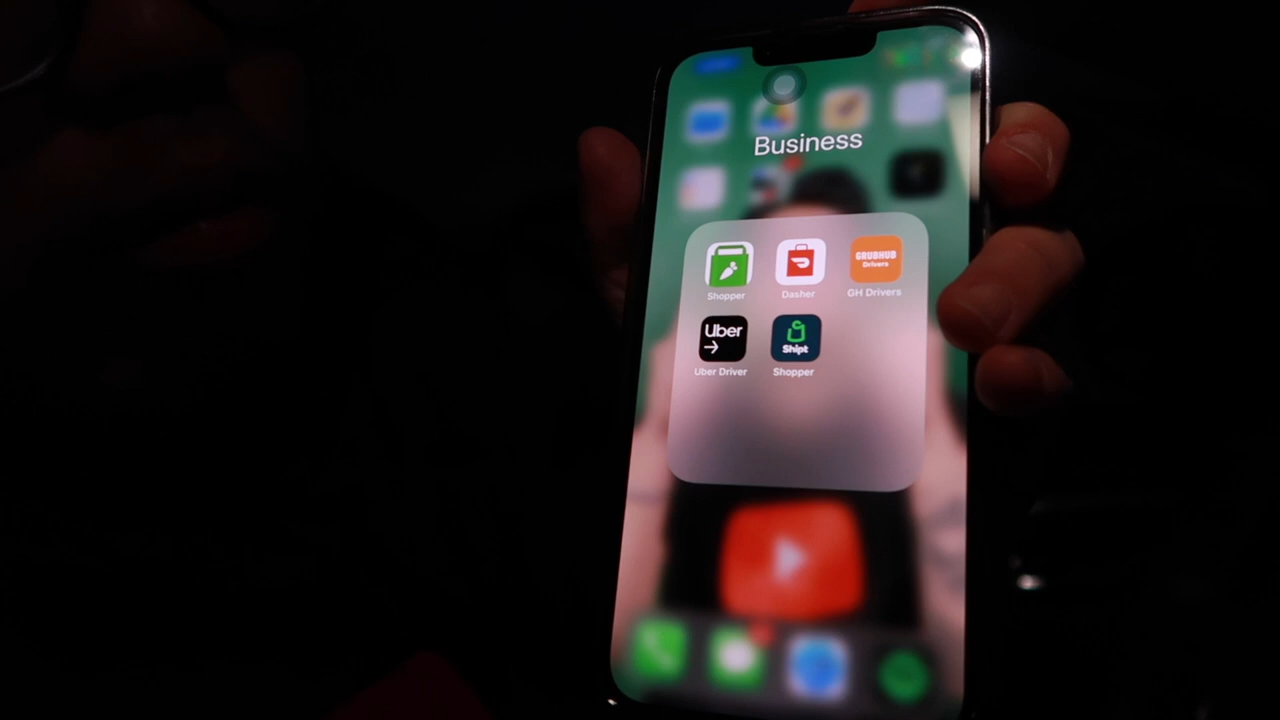 Business
GRUBHUB
Drivers
Shopper
Dasher
GH Drivers
Uber
Shipt
Uber Driver
Shopper